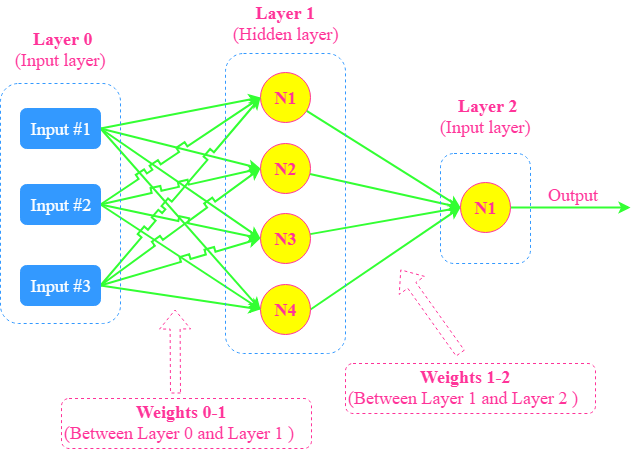 Layer 0
(Input layer)
Layer 1
(Hidden layer)
Layer 2
(Input layer)
Input #1
Input #2
Input #3
N1
N2
N3
N4
N1
Output
Weights 0-1
(Between Layer 0 and Layer 1 )
Weights 1-2
(Between Layer 1 and Layer 2 )